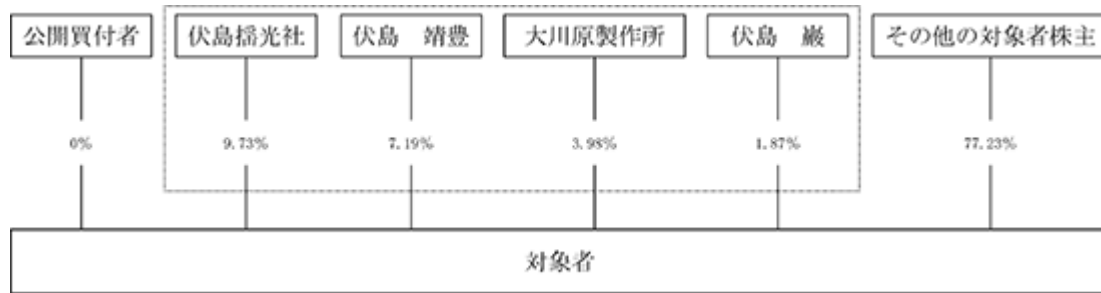 公開買付者
伏島揺光社
伏島　靖豊
大川原製作所
伏島　巖
その他の対象者株主
0%
9.73%
7.19%
3.98%
1.87%
77.23%
対象者